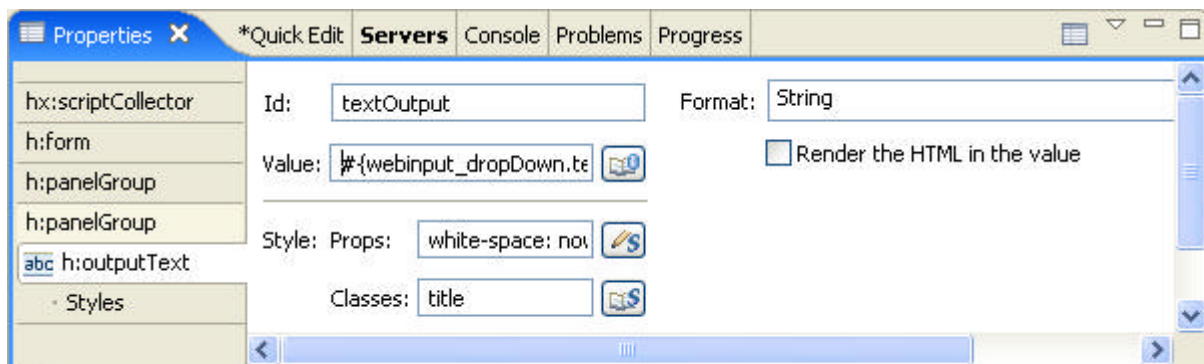 Properties *Quick Edit Servers Console Problems Progress
hx:scriptCollector
h:form
h:panelGroup
h:panelGroup
abc h:outputText
Styles
Id: textOutput
Value: #{webinput_dropDown.te
Style: Props: white-space: nov
Classes: title
Format: String
Render the HTML in the value